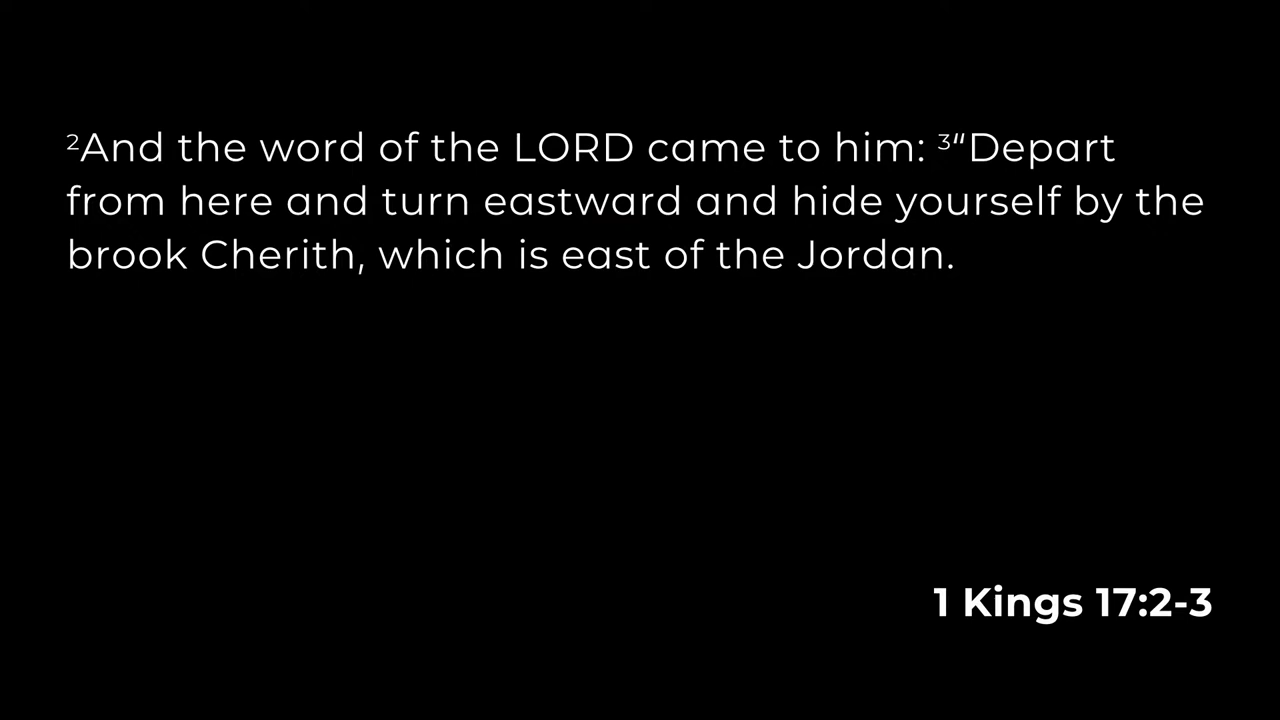 ²And the word of the LORD came to him: ³"Depart
from here and turn eastward and hide yourself by the
brook Cherith, which is east of the Jordan.
1 Kings 17:2-3